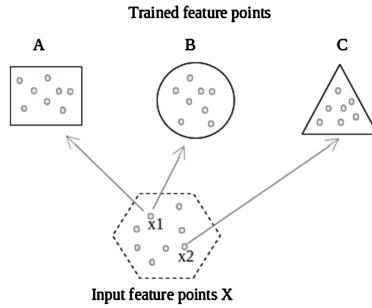 Trained feature points
A
B
C
x1
x2
Input feature points X